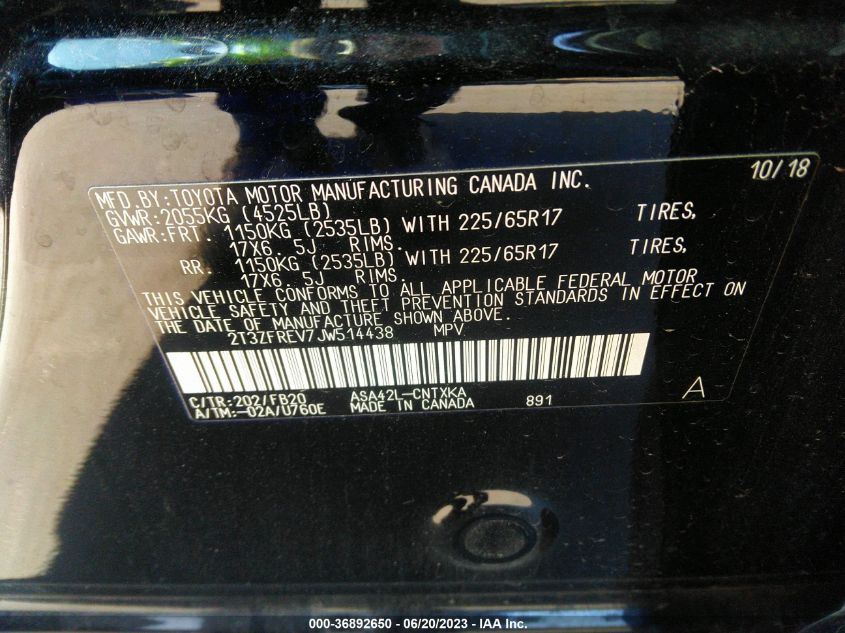 10/18
MFD.BY:TOYOTA MOTOR MANUFACTURING CANADA INC.
GVWR:2055KG (4525LB)
GAWR:FRT. 1150KG (2535LB) WITH 225/65R17 TIRES,
17X6. 5J RIMS.
RR. 1150KG (2535LB) WITH 225/65R17 TIRES,
17X6. 5J RIMS.
THIS VEHICLE CONFORMS TO ALL APPLICABLE FEDERAL MOTOR
VEHICLE SAFETY AND THEFT PREVENTION STANDARDS IN EFFECT ON
THE DATE OF MANUFACTURE SHOWN ABOVE.
2T3ZFREV7JW514438 MPV
C/TR:202/FB20 ASA42L-CNTXKA
A/TM:-02A/U760E MADE IN CANADA 891 A
000-36892650 - 06/20/2023 - IAA Inc.